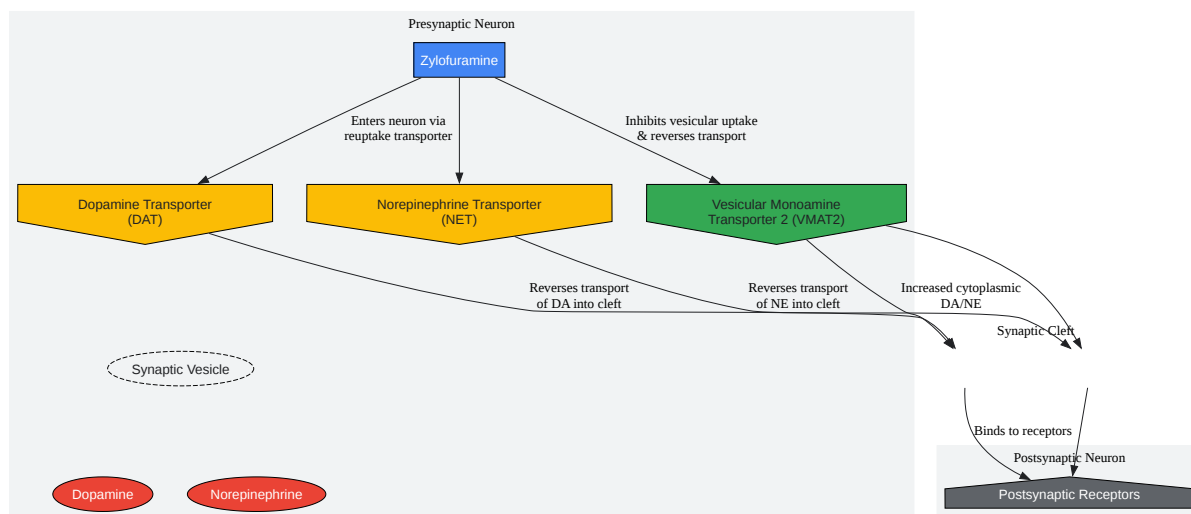 Presynaptic Neuron
Zylofuramine
Enters neuron via
reuptake transporter
Inhibits vesicular uptake
& reverses transport
Dopamine Transporter
(DAT)
Norepinephrine Transporter
(NET)
Vesicular Monoamine
Transporter 2 (VMAT2)
Reverses transport
of DA into cleft
Reverses transport
of NE into cleft
Increased cytoplasmic
DA/NE
Synaptic Cleft
Synaptic Vesicle
Binds to receptors
Postsynaptic Neuron
Dopamine
Norepinephrine
Postsynaptic Receptors